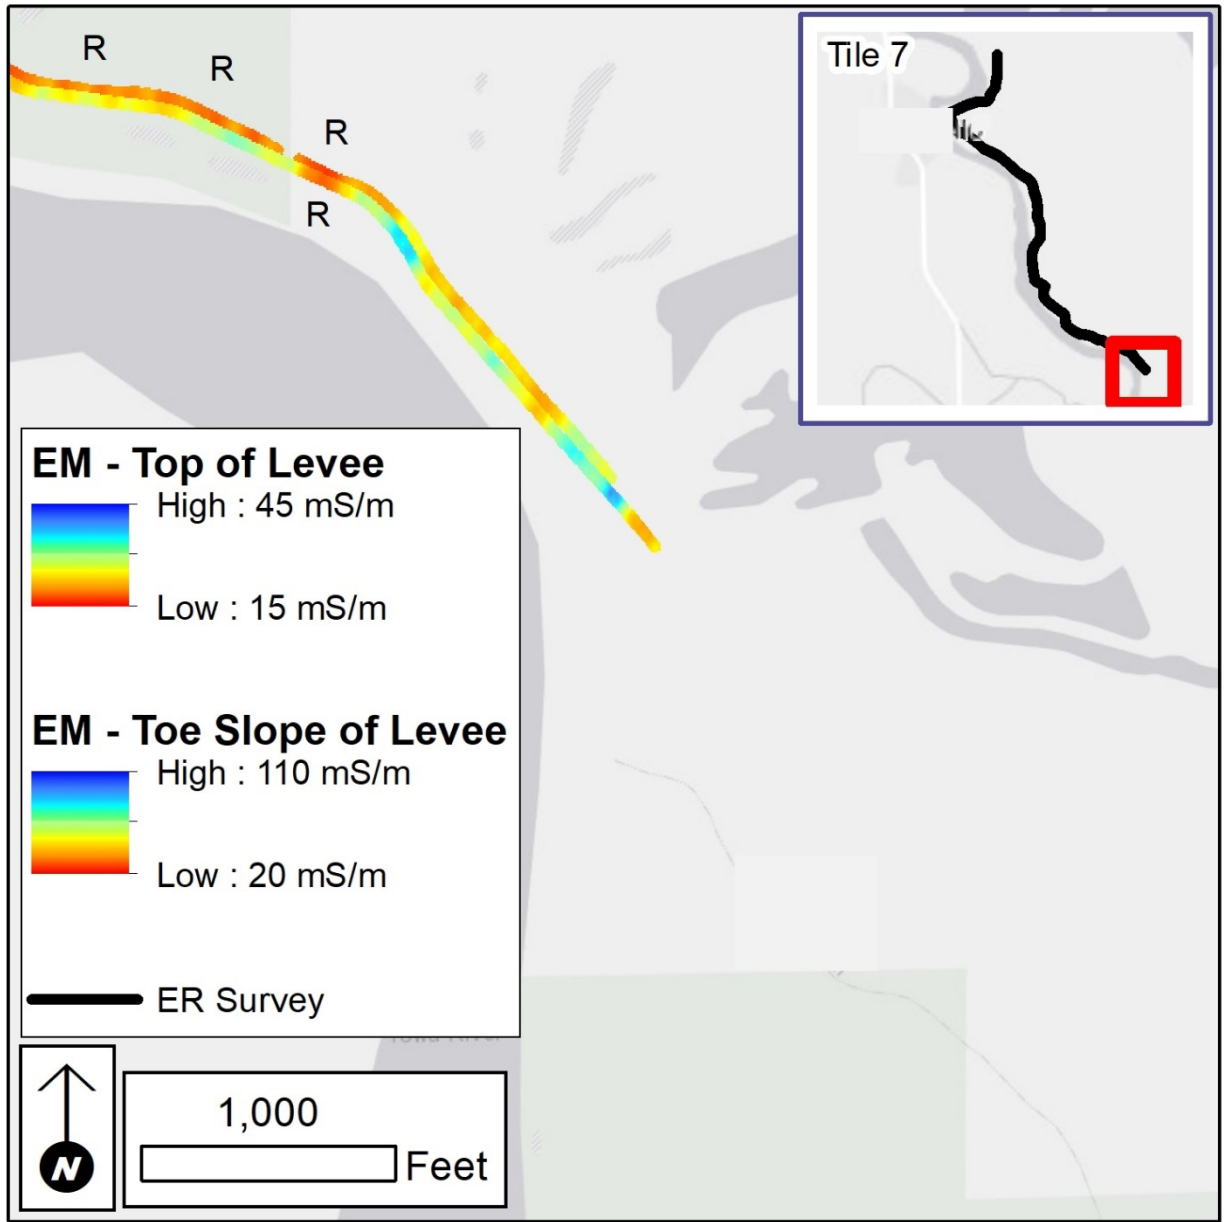 R
R
R
R
Tile 7
EM - Top of Levee
High : 45 mS/m
Low : 15 mS/m
EM - Toe Slope of Levee
High : 110 mS/m
Low : 20 mS/m
ER Survey
1,000
Feet
N